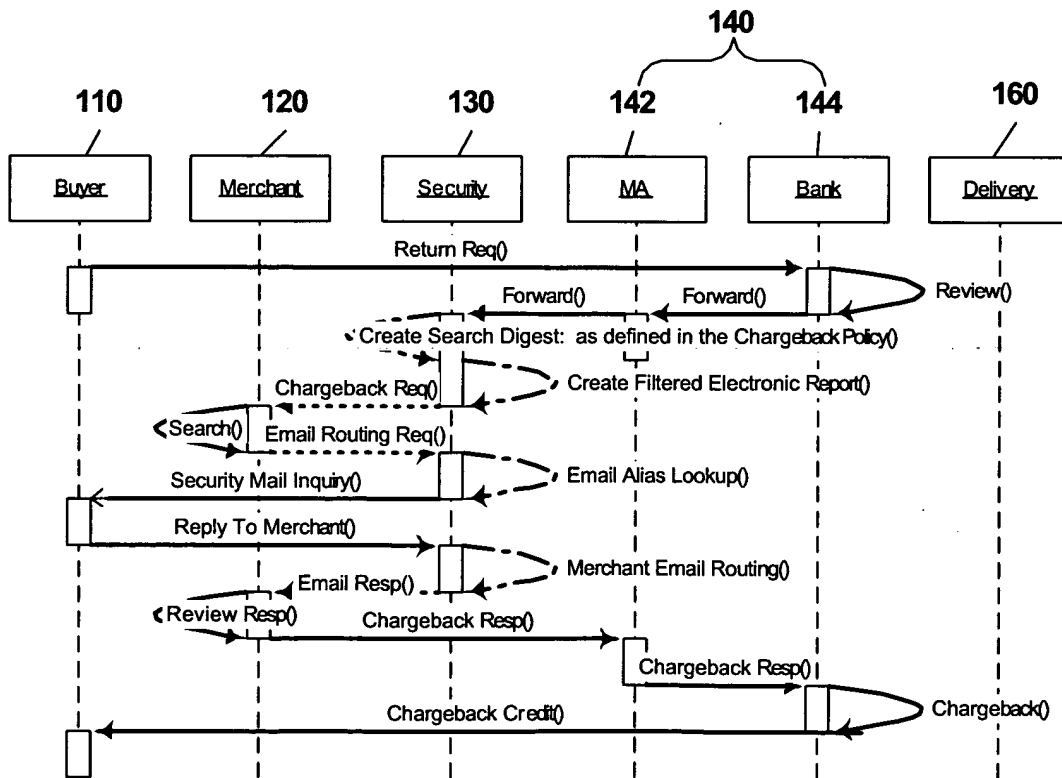 140
110 120 130 142 144 160
Buyer Merchant Security MA Bank Delivery
Return Req()
Review()
Forward() Forward()
Create Search Digest: as defined in the Chargeback Policy()
Create Filtered Electronic Report()
Chargeback Req()
Search() Email Routing Req()
Email Alias Lookup()
Security Mail Inquiry()
Reply To Merchant()
Merchant Email Routing()
Email Resp()
Review Resp()
Chargeback Resp()
Chargeback Resp()
Chargeback()
Chargeback Credit()